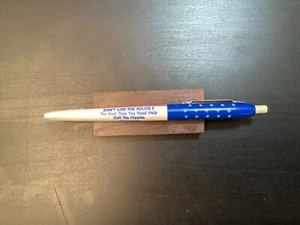 DON'T LIKE THE POLICE?
The Next Time You Need Help
Call The Hippies